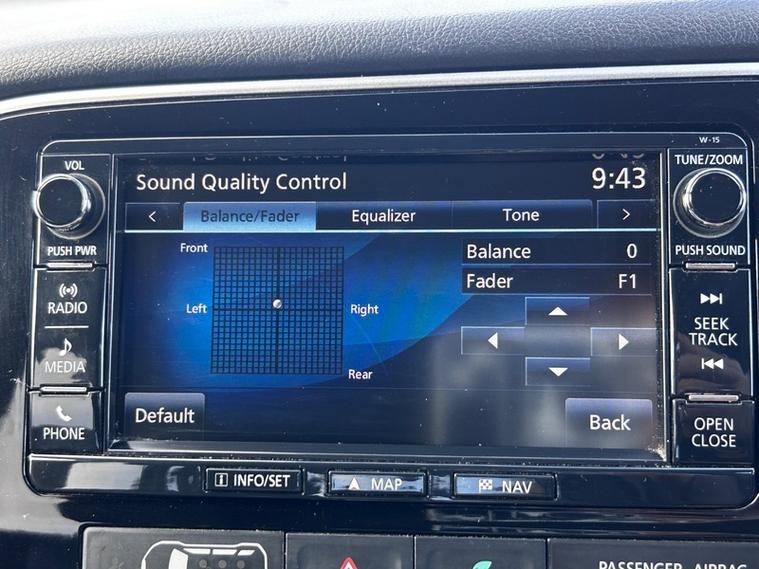 W-15
VOL
TUNE/ZOOM
Sound Quality Control 9:43
< Balance/Fader Equalizer Tone >
PUSH PWR
PUSH SOUND
Front
Balance 0
Fader F1
Left
Right
Rear
RADIO
MEDIA
PHONE
SEEK
TRACK
Default
Back
OPEN
CLOSE
INFO/SET
MAP
NAV
PASSENGER AIRBAG